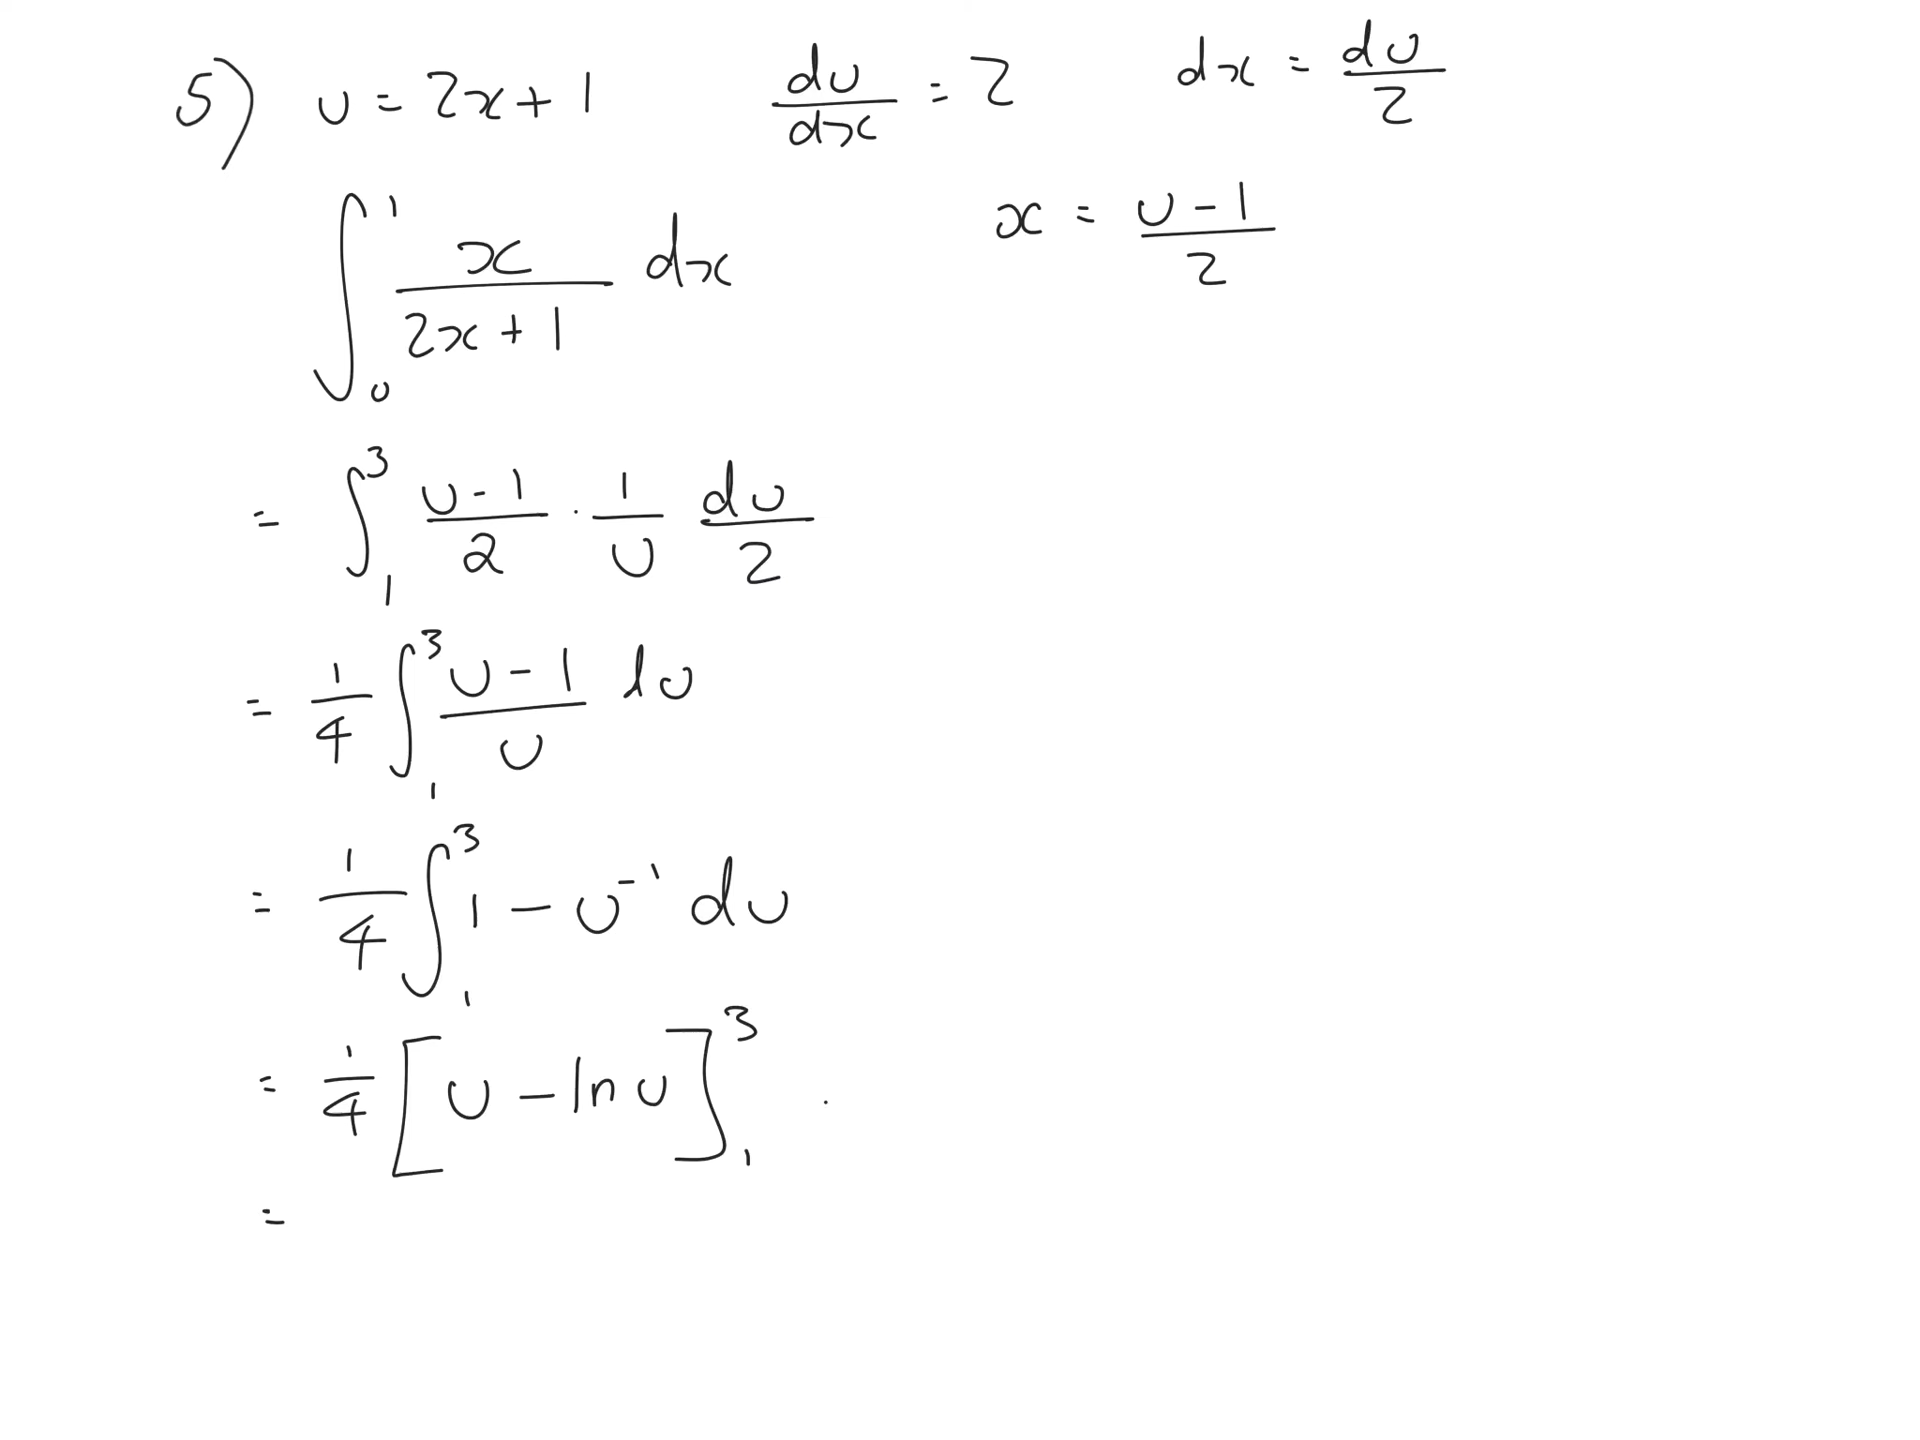 5) u = 2x + 1 du/dx = 2 dx = du/2
∫₀¹ x/(2x + 1) dx x = (u - 1)/2
= ∫₁³ (u - 1)/2 · 1/u du/2
= 1/4 ∫₁³ (u - 1)/u du
= 1/4 ∫₁³ 1 - u⁻¹ du
= 1/4 [u - ln u]₁³
=